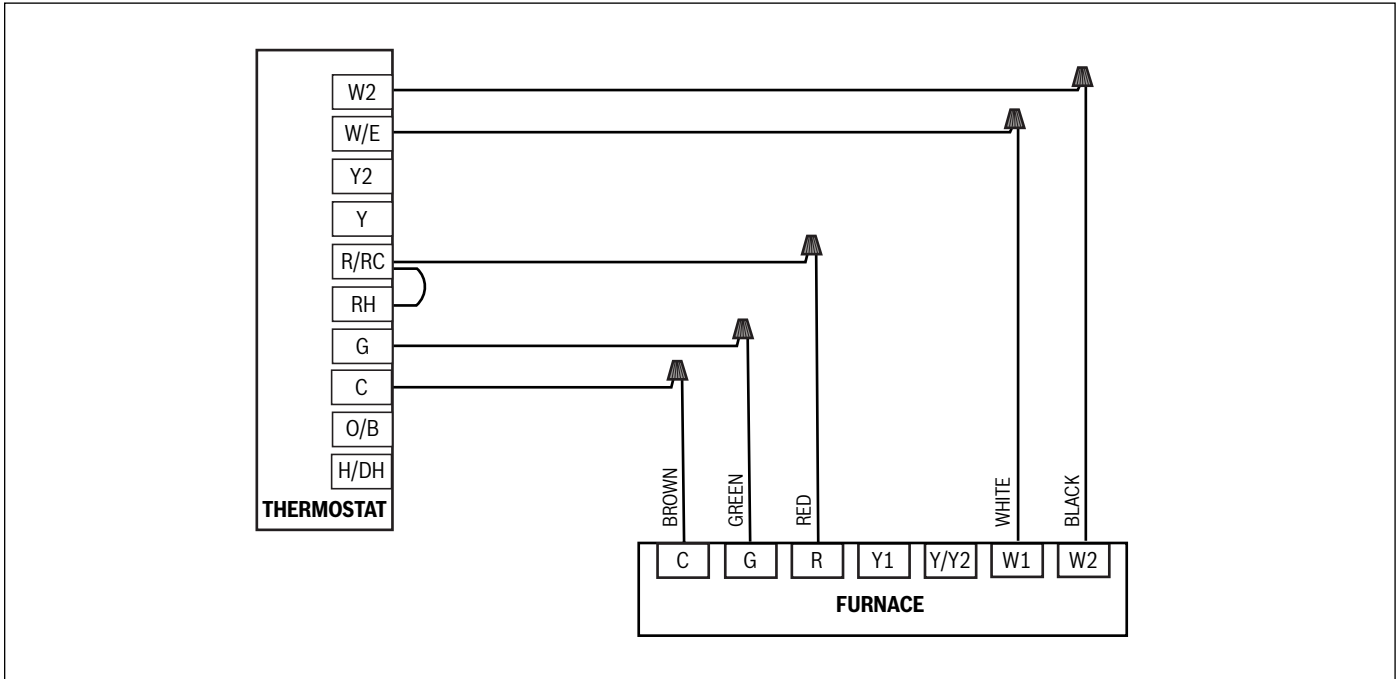 W2
W/E
Y2
Y
R/RC
RH
G
C
O/B
H/DH
THERMOSTAT
BROWN
GREEN
RED
WHITE
BLACK
C
G
R
Y1
Y/Y2
W1
W2
FURNACE